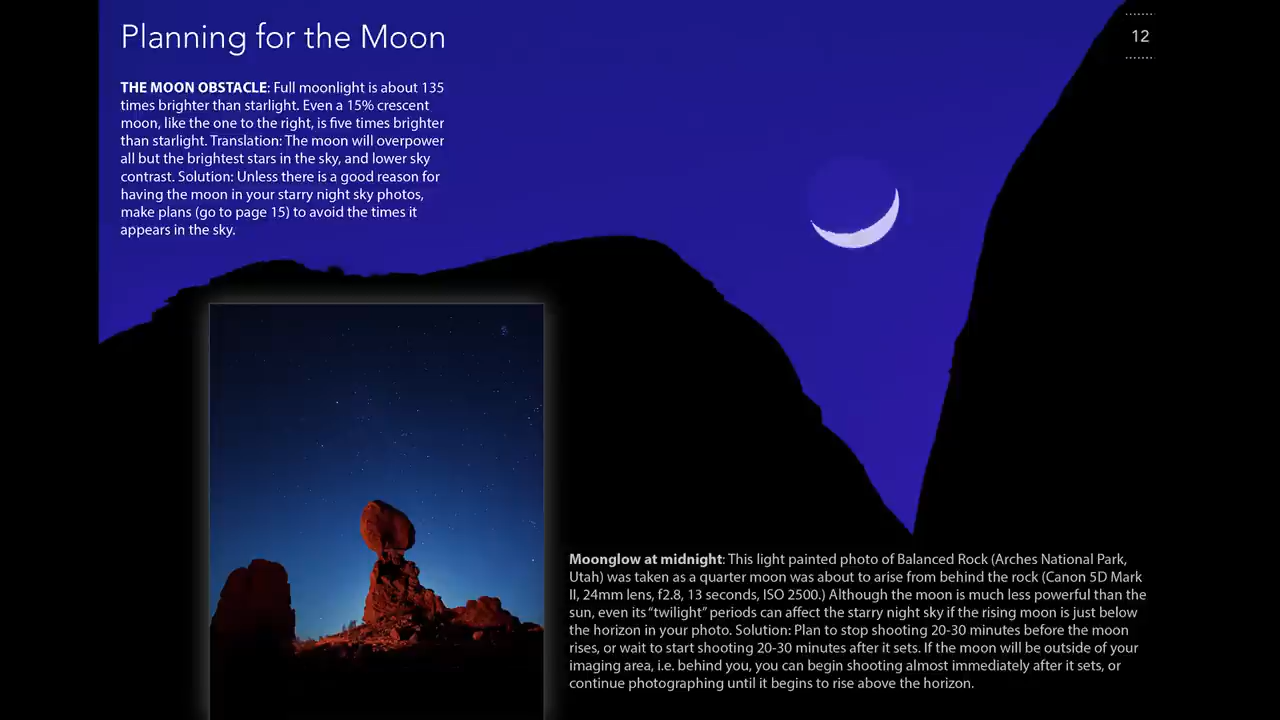 Planning for the Moon
12
THE MOON OBSTACLE: Full moonlight is about 135
times brighter than starlight. Even a 15% crescent
moon, like the one to the right, is five times brighter
than starlight. Translation: The moon will overpower
all but the brightest stars in the sky, and lower sky
contrast. Solution: Unless there is a good reason for
having the moon in your starry night sky photos,
make plans (go to page 15) to avoid the times it
appears in the sky.
Moonglow at midnight: This light painted photo of Balanced Rock (Arches National Park,
Utah) was taken as a quarter moon was about to arise from behind the rock (Canon 5D Mark
II, 24mm lens, f2.8, 13 seconds, ISO 2500.) Although the moon is much less powerful than the
sun, even its “twilight” periods can affect the starry night sky if the rising moon is just below
the horizon in your photo. Solution: Plan to stop shooting 20-30 minutes before the moon
rises, or wait to start shooting 20-30 minutes after it sets. If the moon will be outside of your
imaging area, i.e. behind you, you can begin shooting almost immediately after it sets, or
continue photographing until it begins to rise above the horizon.